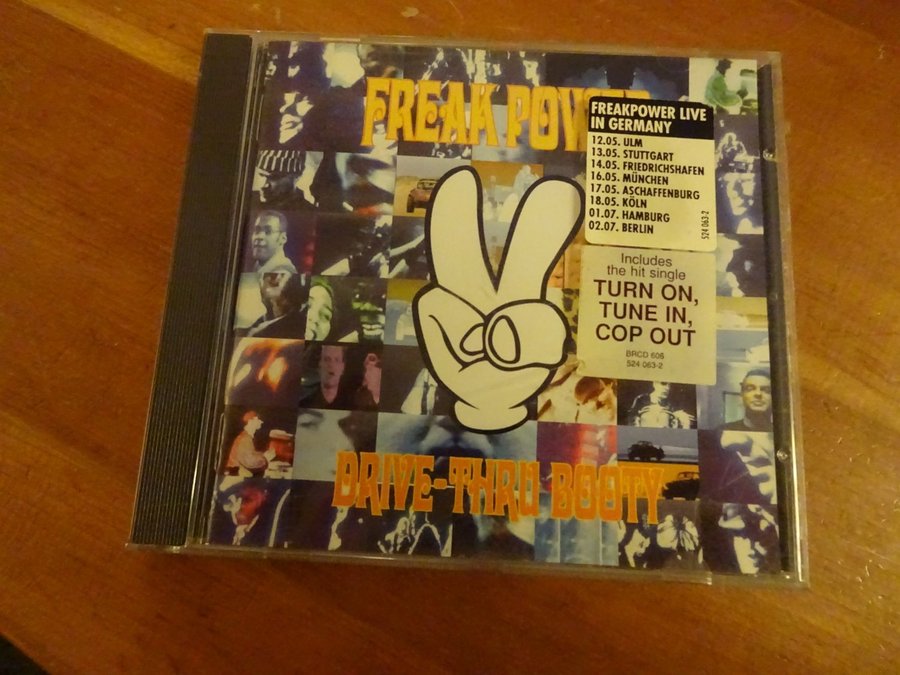 FREAK POWER
FREAKPOWER LIVE
IN GERMANY
12.05. ULM
13.05. STUTTGART
14.05. FRIEDRICHSHAFEN
16.05. MÜNCHEN
17.05. ASCHAFFENBURG
18.05. KÖLN
01.07. HAMBURG
02.07. BERLIN
524 063-2
Includes
the hit single
TURN ON,
TUNE IN,
COP OUT
BRCD 606
524 063-2
DRIVE-THRU BOOTY